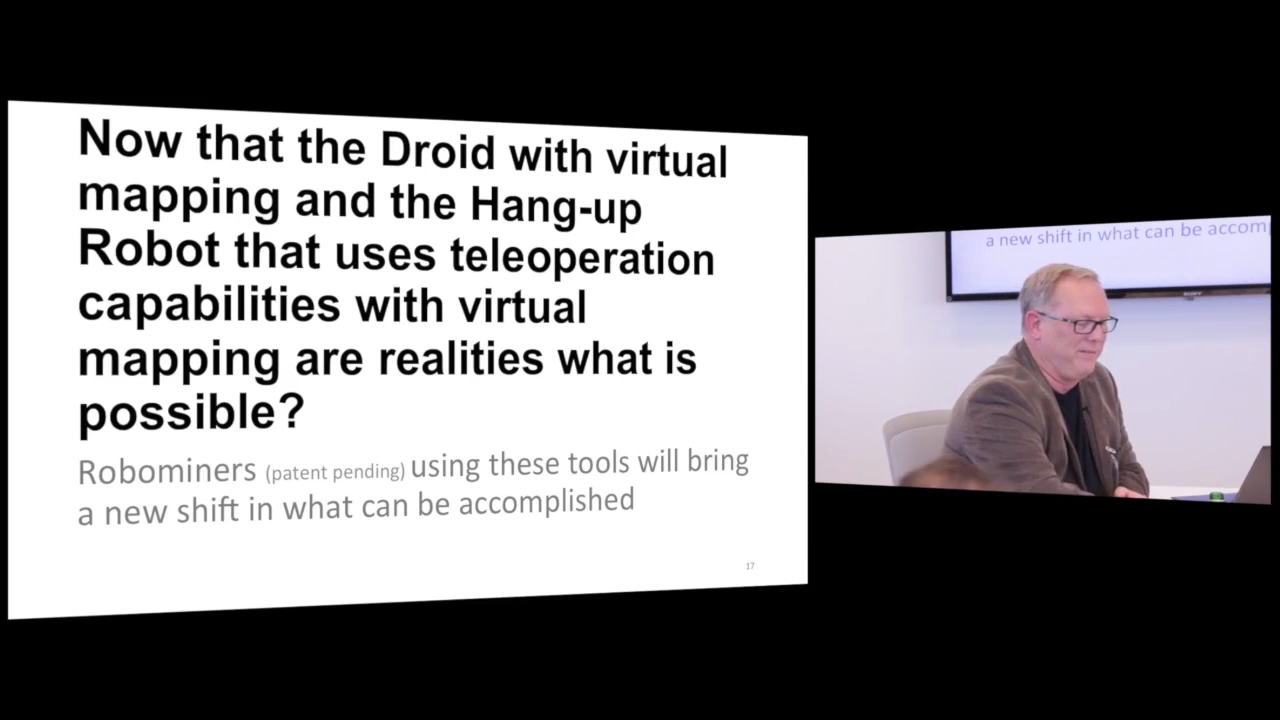 Now that the Droid with virtual
mapping and the Hang-up
Robot that uses teleoperation
capabilities with virtual
mapping are realities what is
possible?
Robominers (patent pending) using these tools will bring
a new shift in what can be accomplished
17
a new shift in what can be accomp
SONY